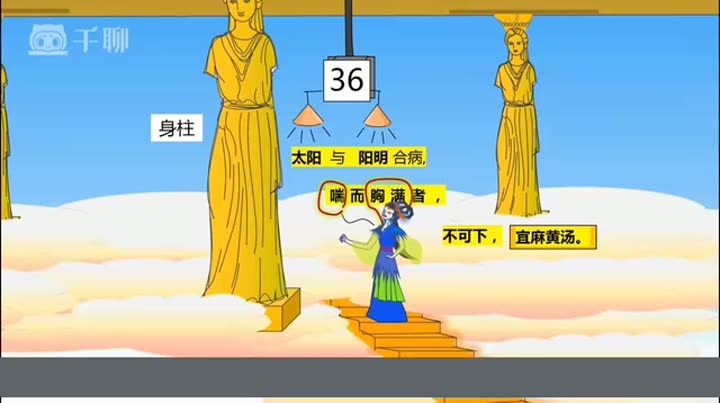 千聊
36
身柱
太阳 与 阳明 合病,
喘 而 胸 满 者 ，
不可下， 宜麻黄汤。